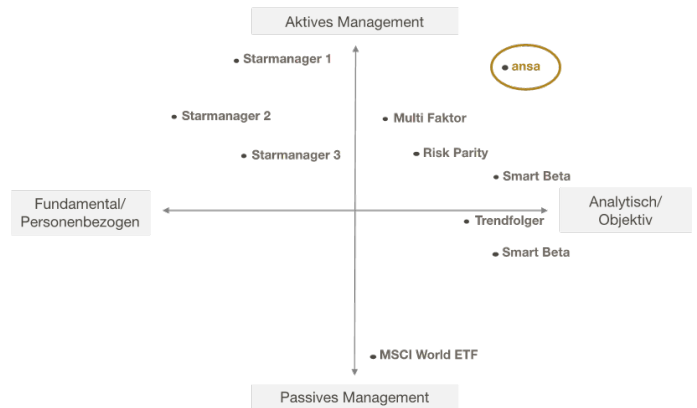 Aktives Management
Starmanager 1
ansa
Starmanager 2
Multi Faktor
Starmanager 3
Risk Parity
Smart Beta
Fundamental/
Personenbezogen
Analytisch/
Objektiv
Trendfolger
Smart Beta
MSCI World ETF
Passives Management